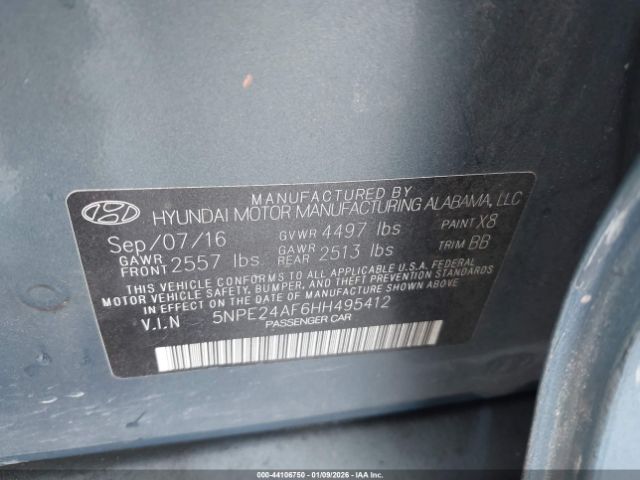 MANUFACTURED BY
HYUNDAI MOTOR MANUFACTURING ALABAMA, LLC
Sep/07/16 GVWR 4497 lbs PAINT X8
GAWR FRONT 2557 lbs GAWR REAR 2513 lbs TRIM BB
THIS VEHICLE CONFORMS TO ALL APPLICABLE U.S.A. FEDERAL
MOTOR VEHICLE SAFETY, BUMPER, AND THEFT PREVENTION STANDARDS
IN EFFECT ON THE DATE OF MANUFACTURE SHOWN ABOVE.
V.I.N 5NPE24AF6HH495412
PASSENGER CAR
000-44106750 | 01/09/2026 | IAAI.COM